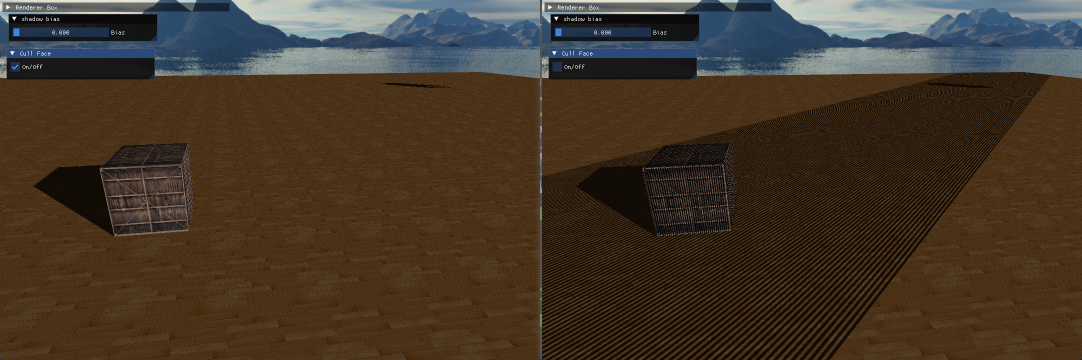 Renderer Box
shadow bias
0.000 Bias
Cull Face
On/Off
Renderer Box
shadow bias
0.000 Bias
Cull Face
On/Off